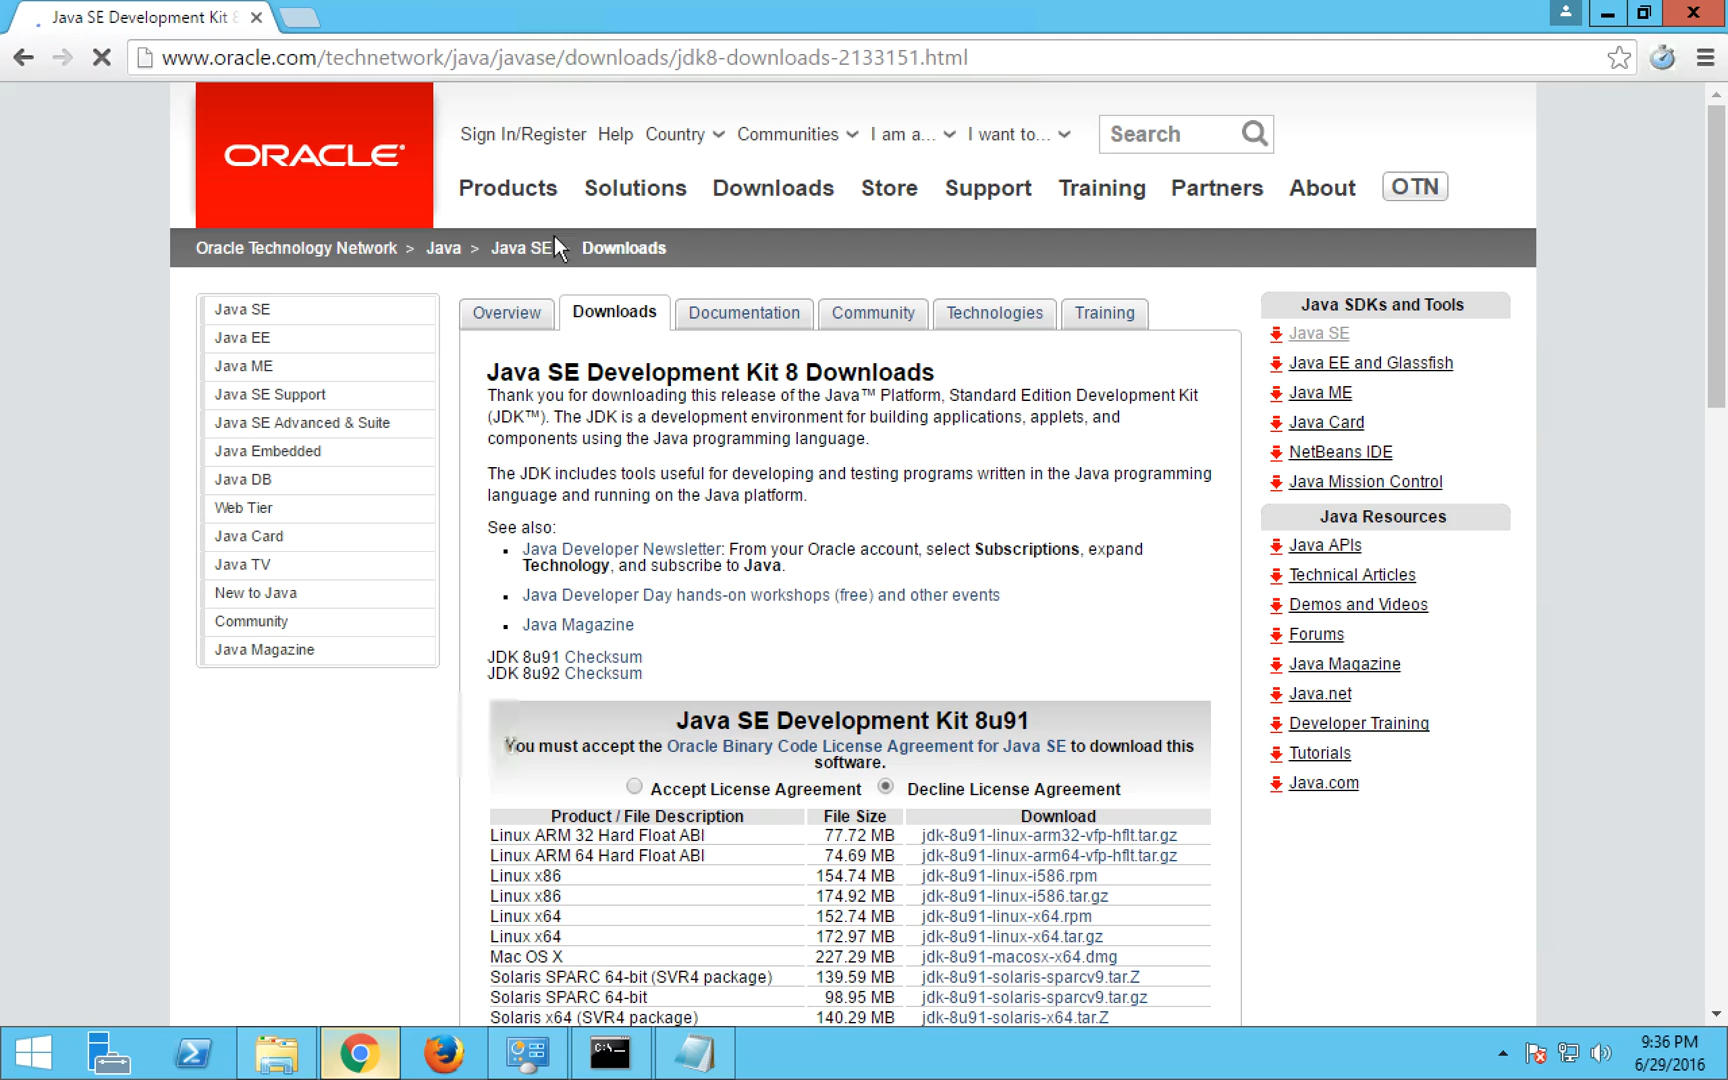 Java SE Development Kit 8
www.oracle.com/technetwork/java/javase/downloads/jdk8-downloads-2133151.html
ORACLE
Sign In/Register Help Country Communities I am a... I want to... Search
Products Solutions Downloads Store Support Training Partners About OTN
Oracle Technology Network > Java > Java SE Downloads
Java SE
Java EE
Java ME
Java SE Support
Java SE Advanced & Suite
Java Embedded
Java DB
Web Tier
Java Card
Java TV
New to Java
Community
Java Magazine
Overview Downloads Documentation Community Technologies Training
Java SE Development Kit 8 Downloads
Thank you for downloading this release of the Java™ Platform, Standard Edition Development Kit
(JDK™). The JDK is a development environment for building applications, applets, and
components using the Java programming language.
The JDK includes tools useful for developing and testing programs written in the Java programming
language and running on the Java platform.
See also:
Java Developer Newsletter: From your Oracle account, select Subscriptions, expand
Technology, and subscribe to Java.
Java Developer Day hands-on workshops (free) and other events
Java Magazine
JDK 8u91 Checksum
JDK 8u92 Checksum
Java SE Development Kit 8u91
You must accept the Oracle Binary Code License Agreement for Java SE to download this
software.
Accept License Agreement Decline License Agreement
Product / File Description File Size Download
Linux ARM 32 Hard Float ABI 77.72 MB jdk-8u91-linux-arm32-vfp-hflt.tar.gz
Linux ARM 64 Hard Float ABI 74.69 MB jdk-8u91-linux-arm64-vfp-hflt.tar.gz
Linux x86 154.74 MB jdk-8u91-linux-i586.rpm
Linux x86 174.92 MB jdk-8u91-linux-i586.tar.gz
Linux x64 152.74 MB jdk-8u91-linux-x64.rpm
Linux x64 172.97 MB jdk-8u91-linux-x64.tar.gz
Mac OS X 227.29 MB jdk-8u91-macosx-x64.dmg
Solaris SPARC 64-bit (SVR4 package) 139.59 MB jdk-8u91-solaris-sparcv9.tar.Z
Solaris SPARC 64-bit 98.95 MB jdk-8u91-solaris-sparcv9.tar.gz
Solaris x64 (SVR4 package) 140.29 MB jdk-8u91-solaris-x64.tar.Z
Java SDKs and Tools
Java SE
Java EE and Glassfish
Java ME
Java Card
NetBeans IDE
Java Mission Control
Java Resources
Java APIs
Technical Articles
Demos and Videos
Forums
Java Magazine
Java.net
Developer Training
Tutorials
Java.com
9:36 PM
6/29/2016